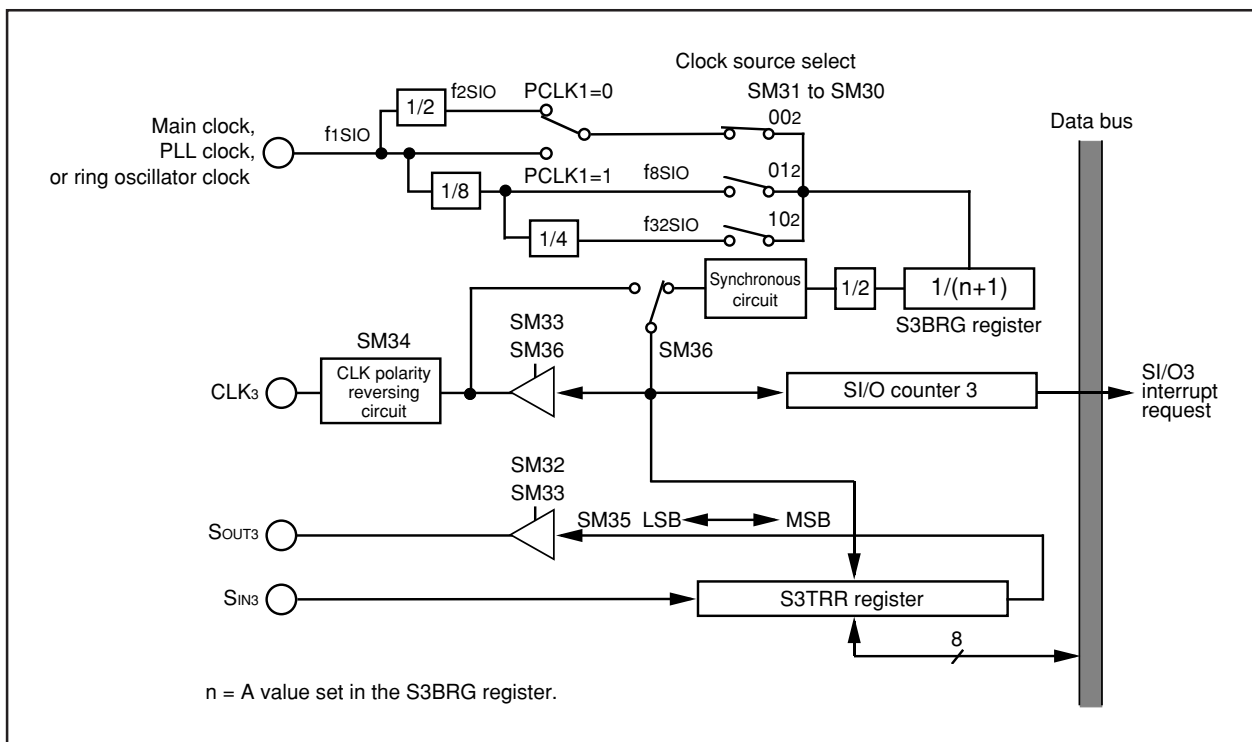 Clock source select
SM31 to SM30
Main clock,
PLL clock,
or ring oscillator clock
f1SIO
1/2
f2SIO
PCLK1=0
PCLK1=1
1/8
f8SIO
1/4
f32SIO
002
012
102
Data bus
Synchronous
circuit
1/2
1/(n+1)
S3BRG register
SM36
SM33
SM36
SM34
CLK polarity
reversing
circuit
CLK3
SI/O counter 3
SI/O3
interrupt
request
SM32
SM33
SM35 LSB MSB
SOUT3
SIN3
S3TRR register
8
n = A value set in the S3BRG register.